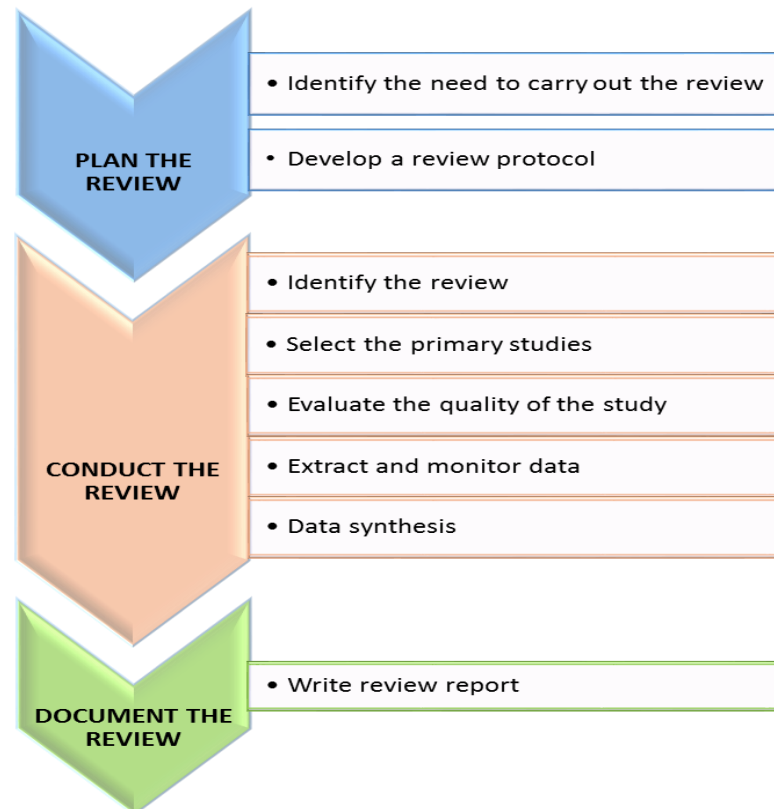 PLAN THE
REVIEW
• Identify the need to carry out the review
• Develop a review protocol
CONDUCT THE
REVIEW
• Identify the review
• Select the primary studies
• Evaluate the quality of the study
• Extract and monitor data
• Data synthesis
DOCUMENT THE
REVIEW
• Write review report